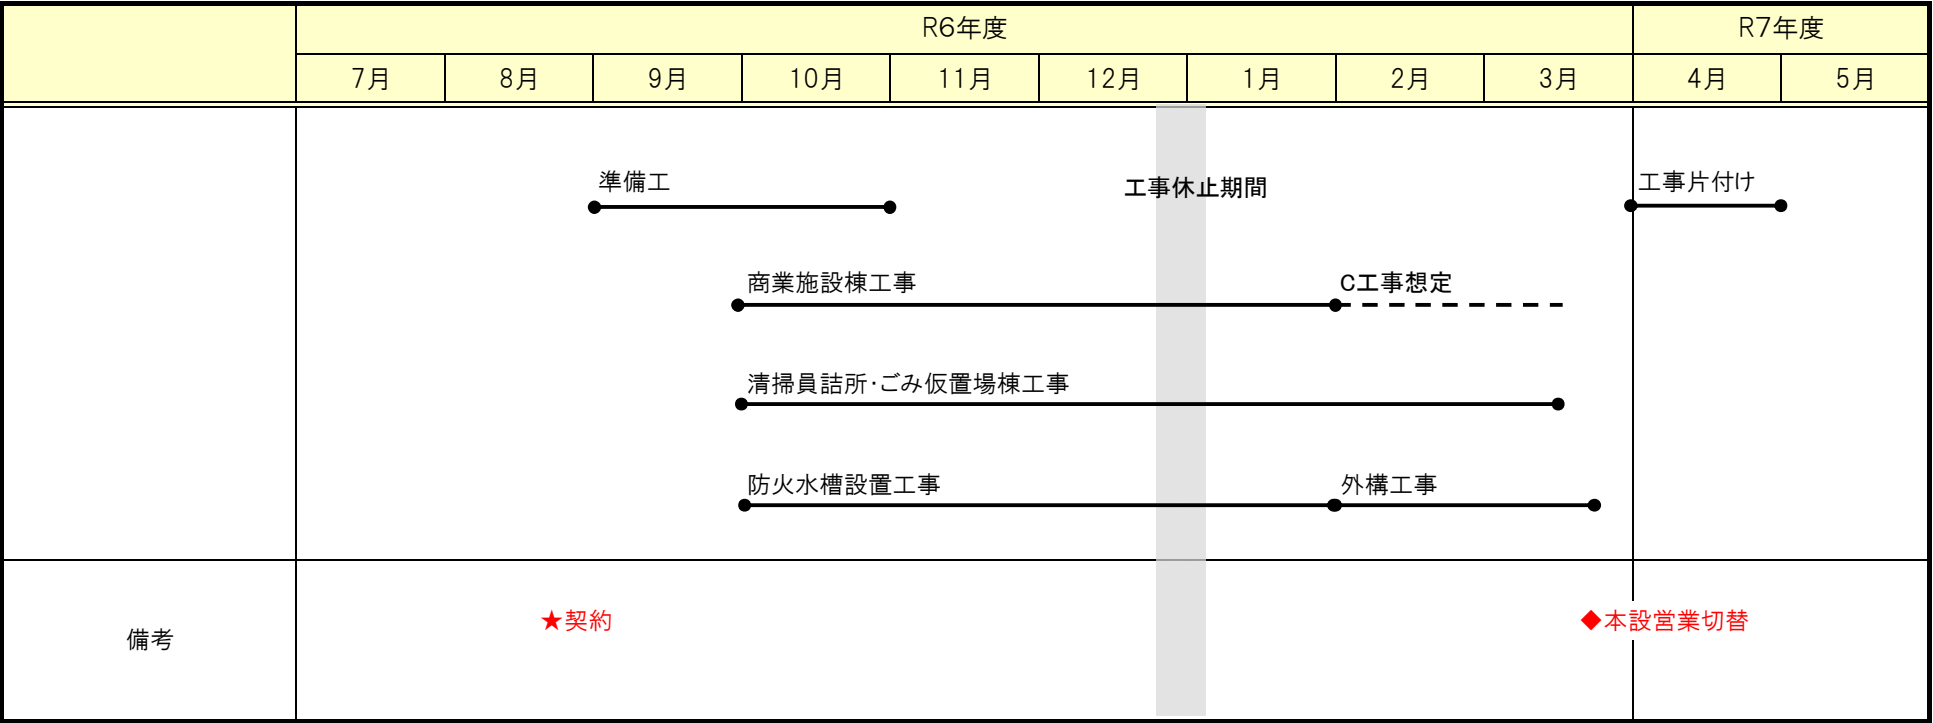 R6年度 R7年度
7月 8月 9月 10月 11月 12月 1月 2月 3月 4月 5月
準備工 工事休止期間 工事片付け
商業施設棟工事 C工事想定
清掃員詰所・ごみ仮置場棟工事
防火水槽設置工事 外構工事
備考 ★契約 ◆本設営業切替